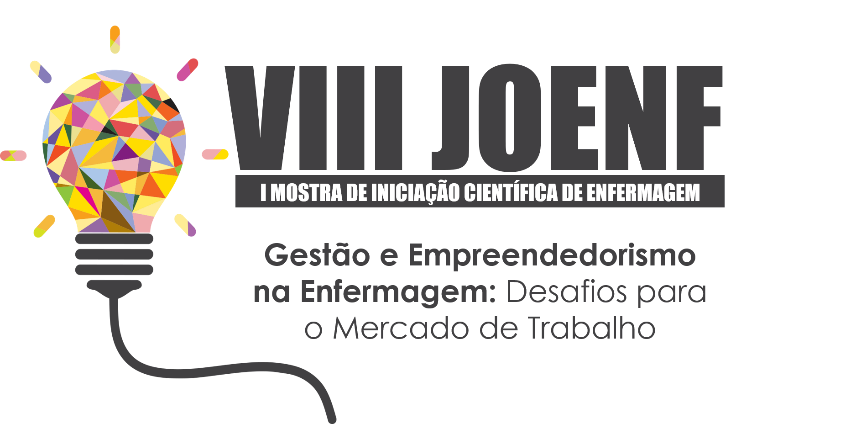 VIII JOENF
I MOSTRA DE INICIAÇÃO CIENTÍFICA DE ENFERMAGEM
Gestão e Empreendedorismo
na Enfermagem: Desafios para
o Mercado de Trabalho